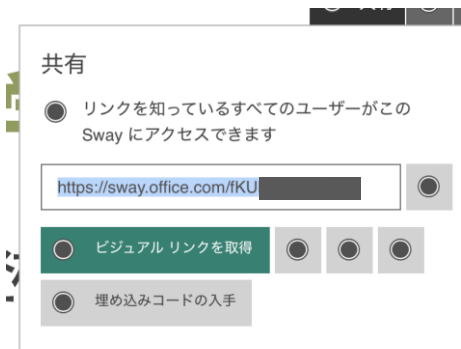 共有
リンクを知っているすべてのユーザーがこの
Sway にアクセスできます
https://sway.office.com/fKU
ビジュアル リンクを取得
埋め込みコードの入手